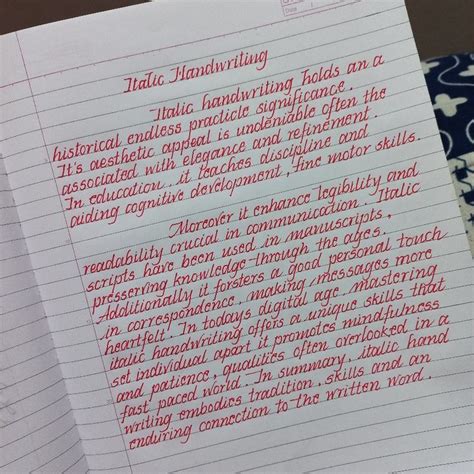 Date
Italic Handwriting
Italic handwriting holds an a
historical endless practicle significance.
It's aesthetic appeal is undeniable often the
associated with elegance and refinement.
In education, it teaches discipline and
aiding cognitive development, fine motor skills.
Moreover it enhance legibility and
readability crucial in communication. Italic
scripts have been used in manuscripts,
presserving knowledge through the ages.
Additionally it forsters a good personal touch
in correspondence, making messages more
heartfelt. In todays digital age, mastering
italic handwriting offers a unique skills that
set individual apart it promotes mindfulness
and patience, qualities often overlooked in a
fast paced world. In summary, italic hand
writing embodies tradition, skills and an
enduring connection to the written word.